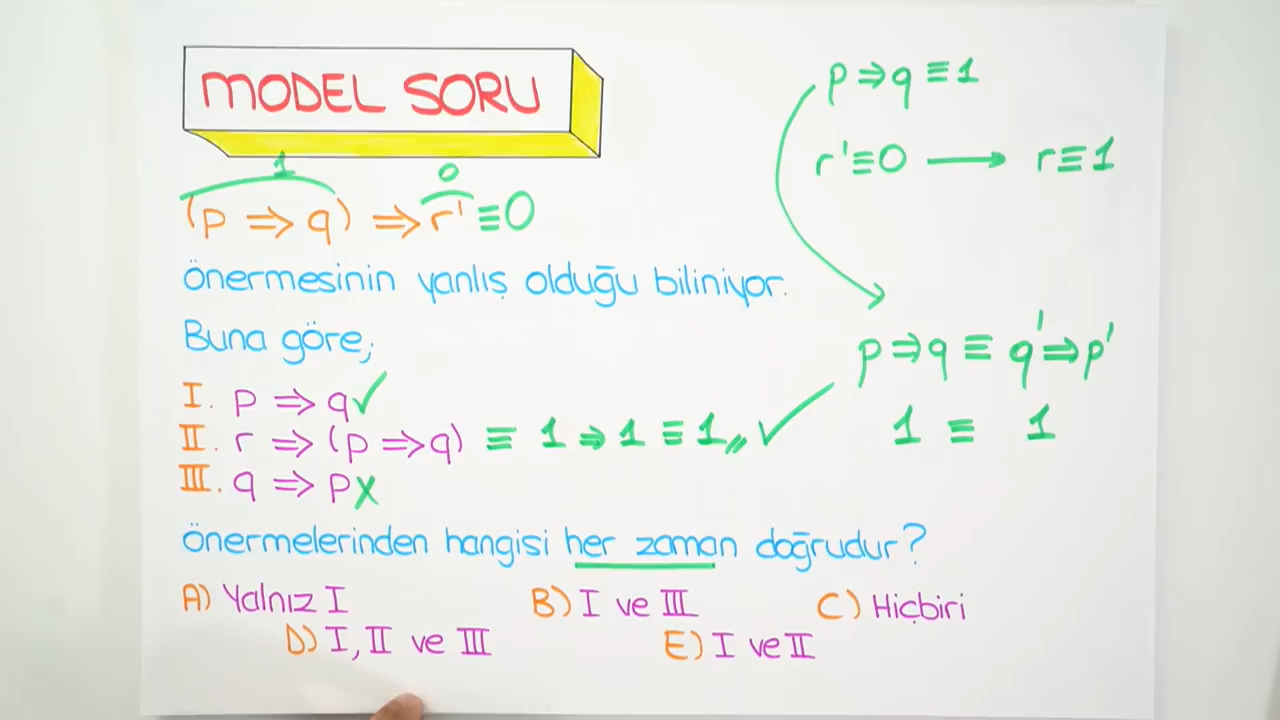 MODEL SORU
1 0
(p ⇒ q) ⇒ r' ≡ 0
önermesinin yanlış olduğu biliniyor.
Buna göre,
I. p ⇒ q ✓
II. r ⇒ (p ⇒ q) ≡ 1 ⇒ 1 ≡ 1 ✓
III. q ⇒ p X
önermelerinden hangisi her zaman doğrudur?
A) Yalnız I B) I ve III C) Hiçbiri
D) I, II ve III E) I ve II
p ⇒ q ≡ 1
r' ≡ 0 → r ≡ 1
p ⇒ q ≡ q' ⇒ p'
1 ≡ 1